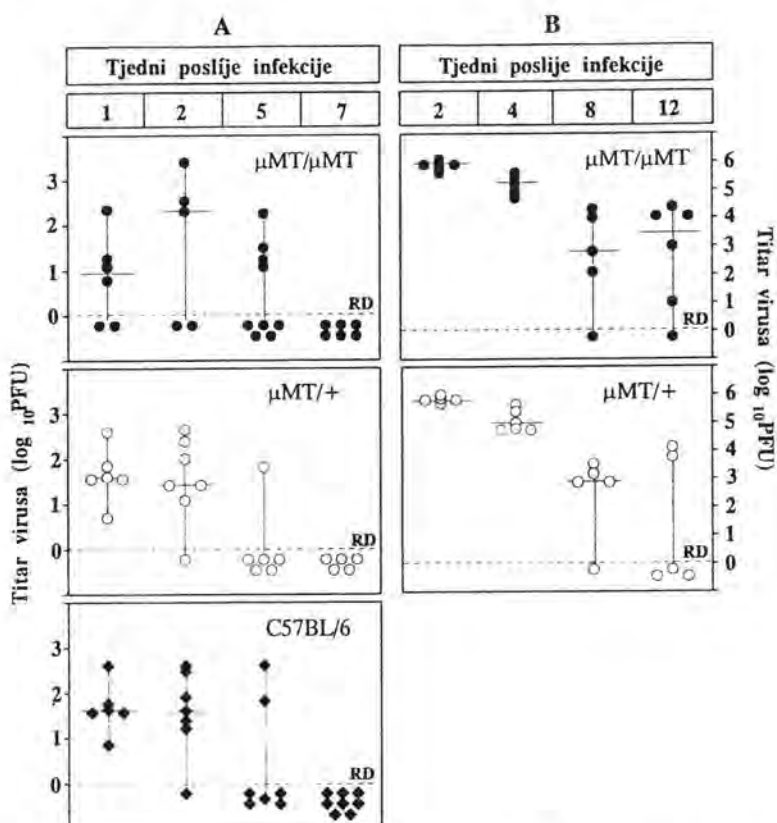 A
B
Tjedni poslije infekcije
Tjedni poslije infekcije
1 2 5 7
2 4 8 12
μMT/μMT
3
2
1
0
RD
μMT/μMT
6
5
4
3
2
1
0
RD
μMT/+
3
2
1
0
RD
μMT/+
6
5
4
3
2
1
0
RD
C57BL/6
3
2
1
0
RD
Titar virusa (log 10PFU)
Titar virusa (log 10PFU)